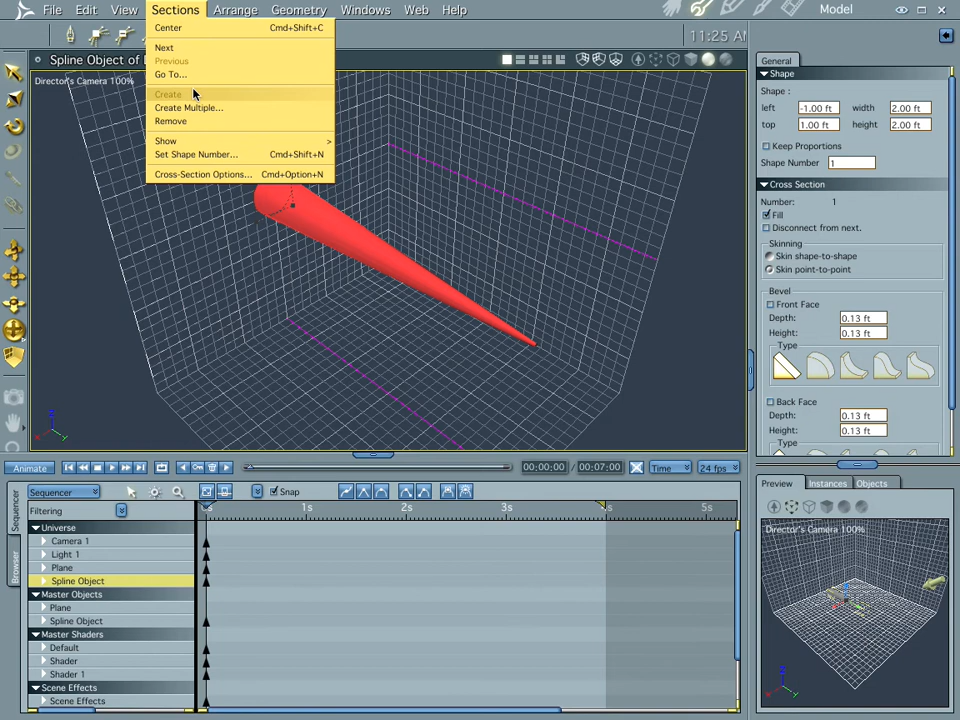 File Edit View Sections Arrange Geometry Windows Web Help Model
Center Cmd+Shift+C
Next
Previous
Go To...
Create
Create Multiple...
Remove
Show >
Set Shape Number... Cmd+Shift+N
Cross-Section Options... Cmd+Option+N
11:25 AM
Spline Object of
Director's Camera 100%
General
Shape
Shape :
left -1.00 ft width 2.00 ft
top 1.00 ft height 2.00 ft
Keep Proportions
Shape Number 1
Cross Section
Number: 1
Fill
Disconnect from next.
Skinning
Skin shape-to-shape
Skin point-to-point
Bevel
Front Face
Depth: 0.13 ft
Height: 0.13 ft
Type
Back Face
Depth: 0.13 ft
Height: 0.13 ft
Type
Z
X
Y
Animate 00:00:00 / 00:07:00 Time 24 fps
Sequencer
Browser
Sequencer Snap
Filtering
0s 1s 2s 3s 4s 5s
Universe
Camera 1
Light 1
Plane
Spline Object
Master Objects
Plane
Spline Object
Master Shaders
Default
Shader
Shader 1
Scene Effects
Scene Effects
Preview Instances Objects
Director's Camera 100%
Z
X
Y